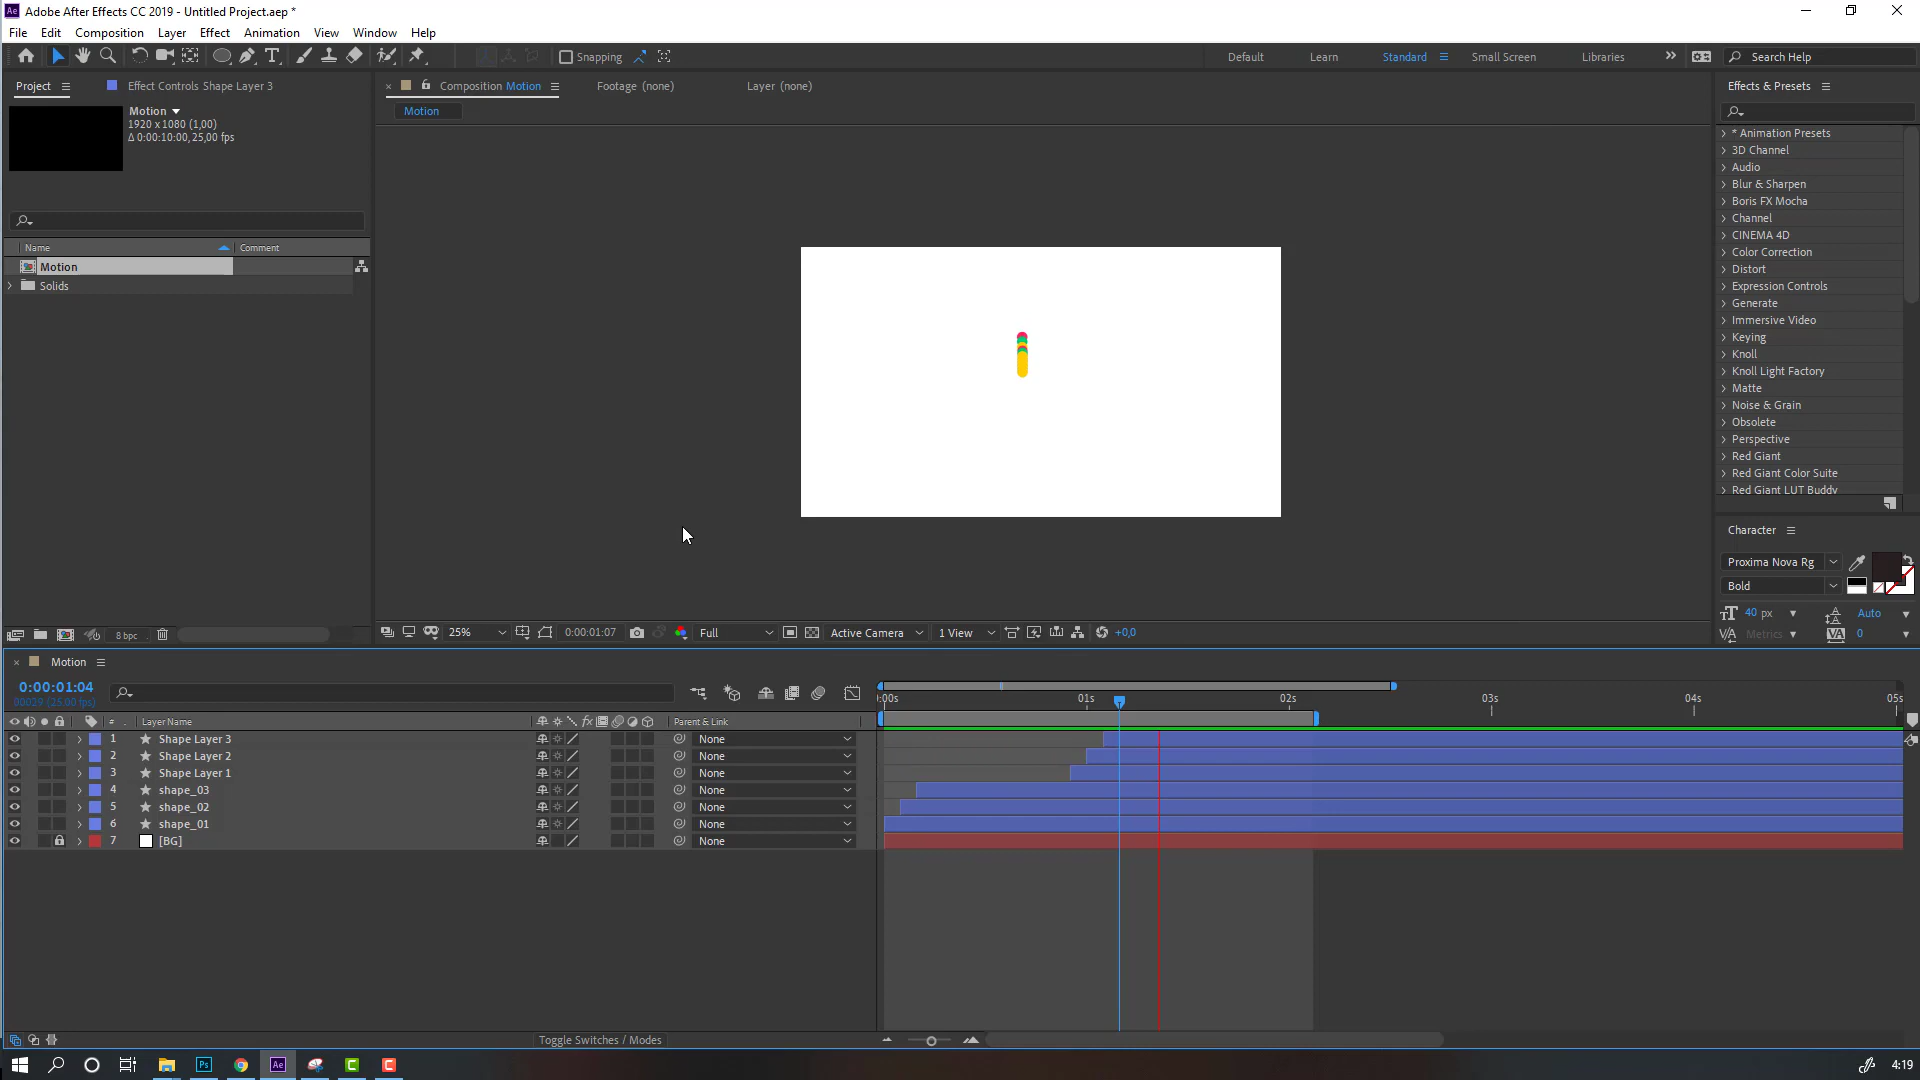 Adobe After Effects CC 2019 - Untitled Project.aep *
File Edit Composition Layer Effect Animation View Window Help
Snapping
Default Learn Standard Small Screen Libraries Search Help
Project Effect Controls Shape Layer 3
Composition Motion Footage (none) Layer (none)
Motion
Effects & Presets
Motion
1920 x 1080 (1,00)
Δ 0:00:10:00, 25,00 fps
Name Comment
Motion
Solids
* Animation Presets
3D Channel
Audio
Blur & Sharpen
Boris FX Mocha
Channel
CINEMA 4D
Color Correction
Distort
Expression Controls
Generate
Immersive Video
Keying
Knoll
Knoll Light Factory
Matte
Noise & Grain
Obsolete
Perspective
Red Giant
Red Giant Color Suite
Red Giant LUT Buddy
Character
Proxima Nova Rg
Bold
40 px Auto
Metrics 0
8 bpc
25% 0:00:01:07 Full Active Camera 1 View +0,0
Motion
0:00:01:04
00029 (25.00 fps)
:00s 01s 02s 03s 04s 05s
# Layer Name Parent & Link
1 Shape Layer 3 None
2 Shape Layer 2 None
3 Shape Layer 1 None
4 shape_03 None
5 shape_02 None
6 shape_01 None
7 [BG] None
Toggle Switches / Modes
4:19